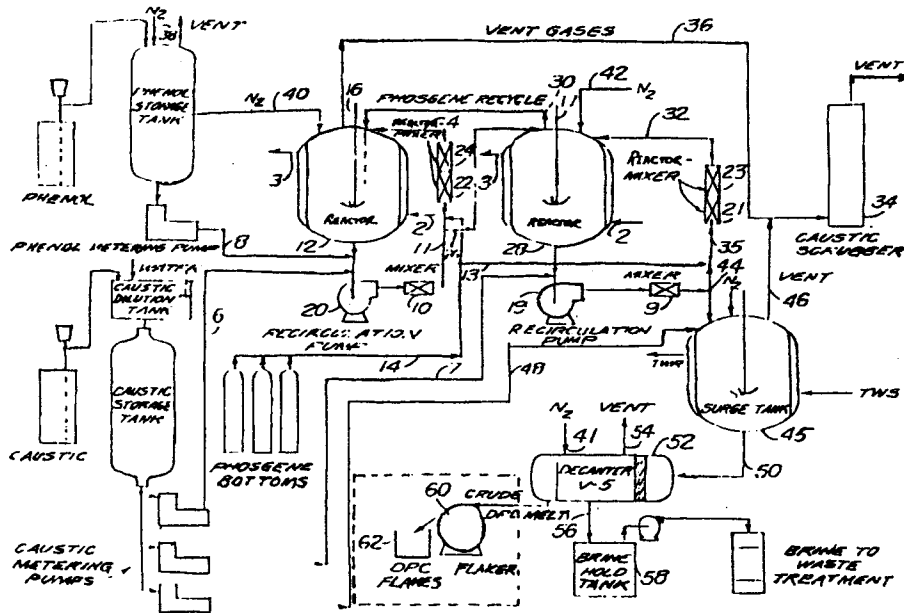 N2
38
VENT
VENT GASES
36
STORAGE
TANK
N2
40
16
PHOSGENE RECYCLE
30
42
N2
32
VENT
4
24
22
REACTOR-
MIXER
23
21
34
CAUSTIC
SCRUBBER
PHENOL
3
REACTOR
12
2
11
3
REACTOR
28
2
35
PHENOL METERING PUMP
8
MIXER
13
MIXER
44
N2
VENT
46
CAUSTIC
DILUTION
TANK
6
20
10
19
9
RECIRCULATION
PUMP
RECIRCULATION
PUMP
14
7
48
TWR
TWS
SURGE TANK
45
CAUSTIC
STORAGE
TANK
CAUSTIC
PHOSGENE
BOTTOMS
N2
41
VENT
54
52
50
DECANTER
V-5
60
CRUDE
DPC MELT
56
62
DPC
FLAKES
FLAKER
BRINE
HOLD
TANK
58
BRINE TO
WASTE
TREATMENT
CAUSTIC
METERING
PUMPS